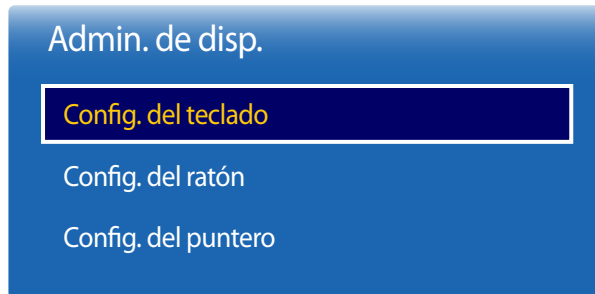 Admin. de disp.
Config. del teclado
Config. del ratón
Config. del puntero